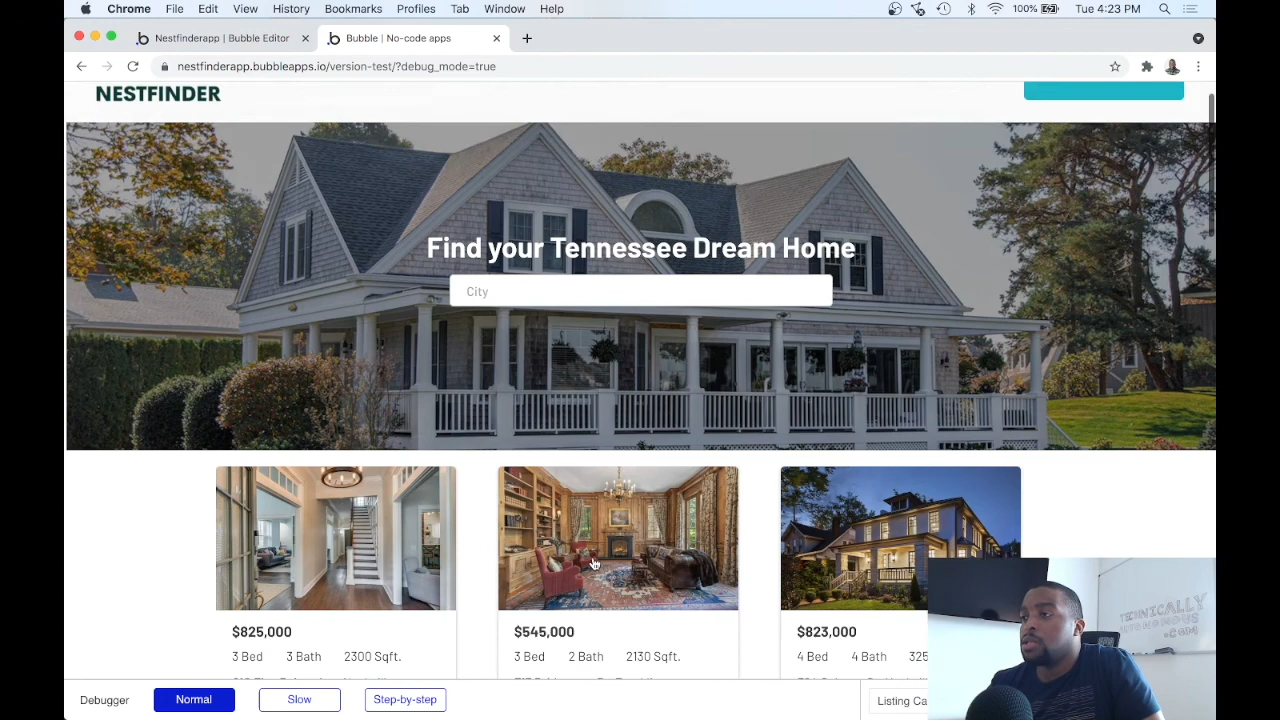 Chrome File Edit View History Bookmarks Profiles Tab Window Help 100% Tue 4:23 PM
Nestfinderapp | Bubble Editor Bubble | No-code apps
nestfinderapp.bubbleapps.io/version-test/?debug_mode=true
NESTFINDER
Find your Tennessee Dream Home
City
$825,000 $545,000 $823,000
3 Bed 3 Bath 2300 Sqft. 3 Bed 2 Bath 2130 Sqft. 4 Bed 4 Bath 325
TECHNICALLY
.COM
Debugger Normal Slow Step-by-step Listing Ca